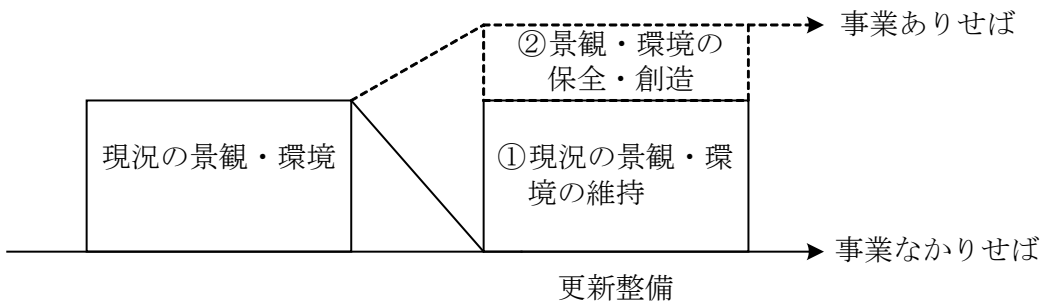 事業ありせば
②景観・環境の
保全・創造
現況の景観・環境
①現況の景観・環
境の維持
事業なかりせば
更新整備